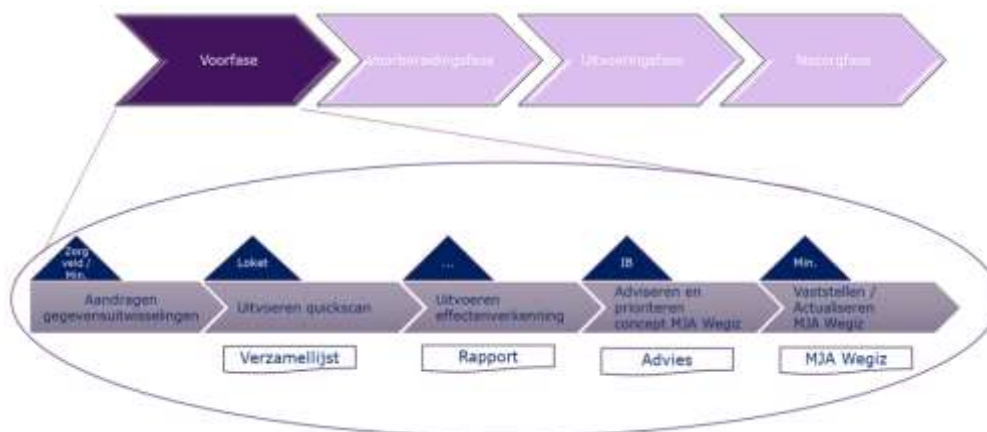 Voorfase
Voorbereidingsfase
Uitvoeringsfase
Nazorgfase
Zorg
veld /
Min.
Loket
...
IB
Min.
Aandragen
gegevensuitwisselingen
Uitvoeren quickscan
Uitvoeren
effectenverkenning
Adviseren en
prioriteren
concept MJA Wegiz
Vaststellen /
Actualiseren
MJA Wegiz
Verzamellijst
Rapport
Advies
MJA Wegiz